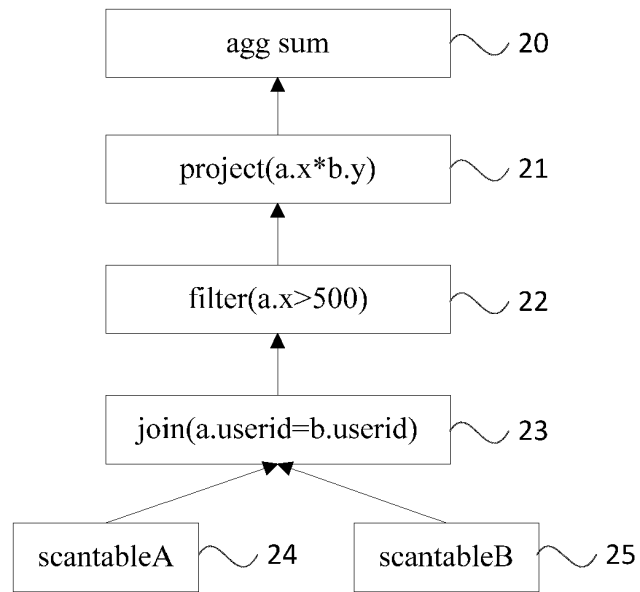 agg sum 20
project(a.x*b.y) 21
filter(a.x>500) 22
join(a.userid=b.userid) 23
scantableA 24 scantableB 25